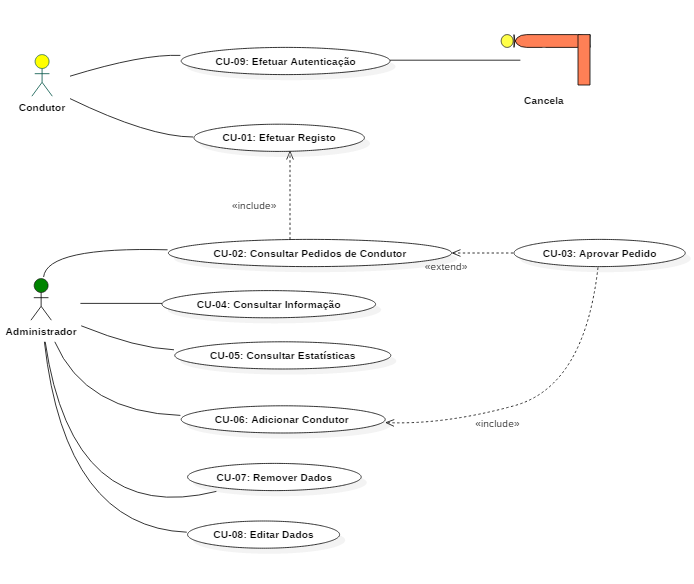 CU-09: Efetuar Autenticação
Condutor
Cancela
CU-01: Efetuar Registo
«include»
CU-02: Consultar Pedidos de Condutor
CU-03: Aprovar Pedido
«extend»
CU-04: Consultar Informação
Administrador
CU-05: Consultar Estatísticas
CU-06: Adicionar Condutor
«include»
CU-07: Remover Dados
CU-08: Editar Dados